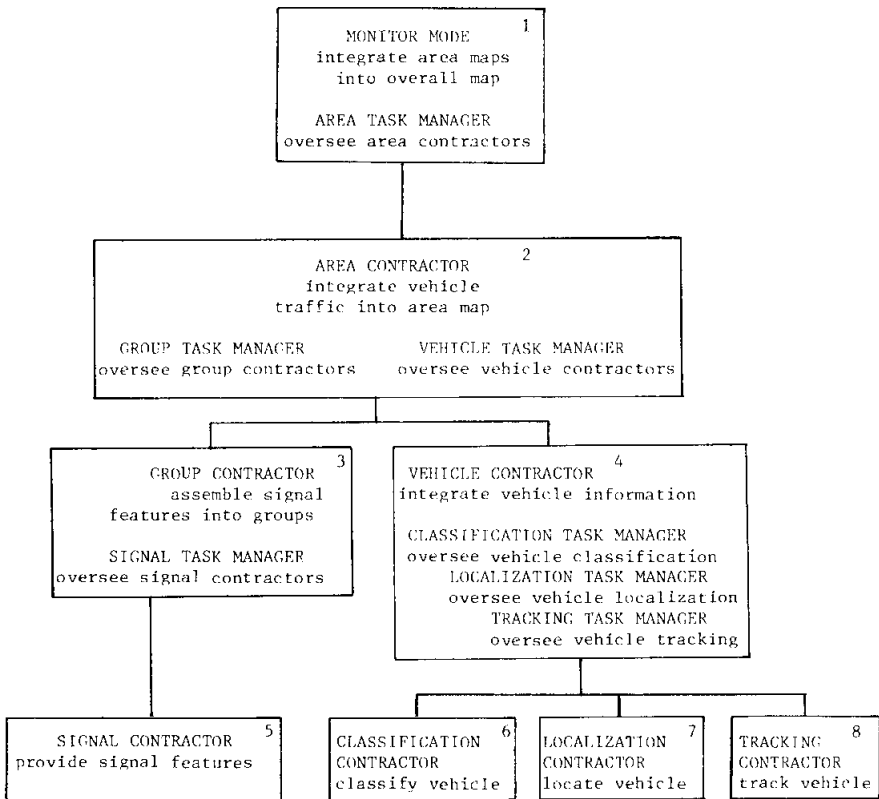 1
MONITOR MODE
integrate area maps
into overall map
AREA TASK MANAGER
oversee area contractors
2
AREA CONTRACTOR
integrate vehicle
traffic into area map
GROUP TASK MANAGER
oversee group contractors
VEHICLE TASK MANAGER
oversee vehicle contractors
3
GROUP CONTRACTOR
assemble signal
features into groups
SIGNAL TASK MANAGER
oversee signal contractors
4
VEHICLE CONTRACTOR
integrate vehicle information
CLASSIFICATION TASK MANAGER
oversee vehicle classification
LOCALIZATION TASK MANAGER
oversee vehicle localization
TRACKING TASK MANAGER
oversee vehicle tracking
5
SIGNAL CONTRACTOR
provide signal features
6
CLASSIFICATION
CONTRACTOR
classify vehicle
7
LOCALIZATION
CONTRACTOR
locate vehicle
8
TRACKING
CONTRACTOR
track vehicle